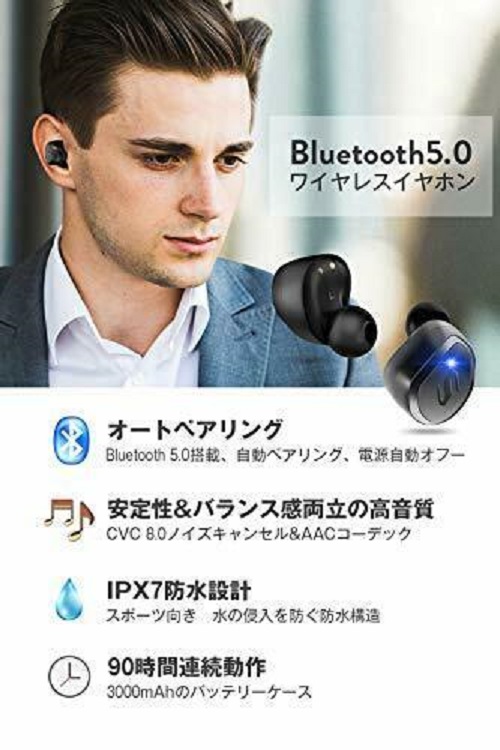 Bluetooth5.0
ワイヤレスイヤホン
オートペアリング
Bluetooth 5.0搭載、自動ペアリング、電源自動オフー
安定性&バランス感両立の高音質
CVC 8.0ノイズキャンセル&AACコーデック
IPX7防水設計
スポーツ向き　水の侵入を防ぐ防水構造
90時間連続動作
3000mAhのバッテリーケース